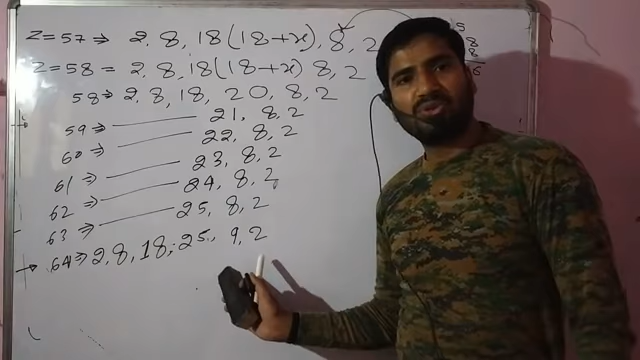 Z=57⇒ 2, 8, 18(18+x), 8, 2
Z=58 = 2, 8, 18(18+x) 8, 2
58⇒ 2, 8, 18, 20, 8, 2
59⇒ 21, 8, 2
60⇒ 22, 8, 2
61⇒ 23, 8, 2
62⇒ 24, 8, 2
63⇒ 25, 8, 2
→ 64⇒ 2, 8, 18, 25, 9, 2